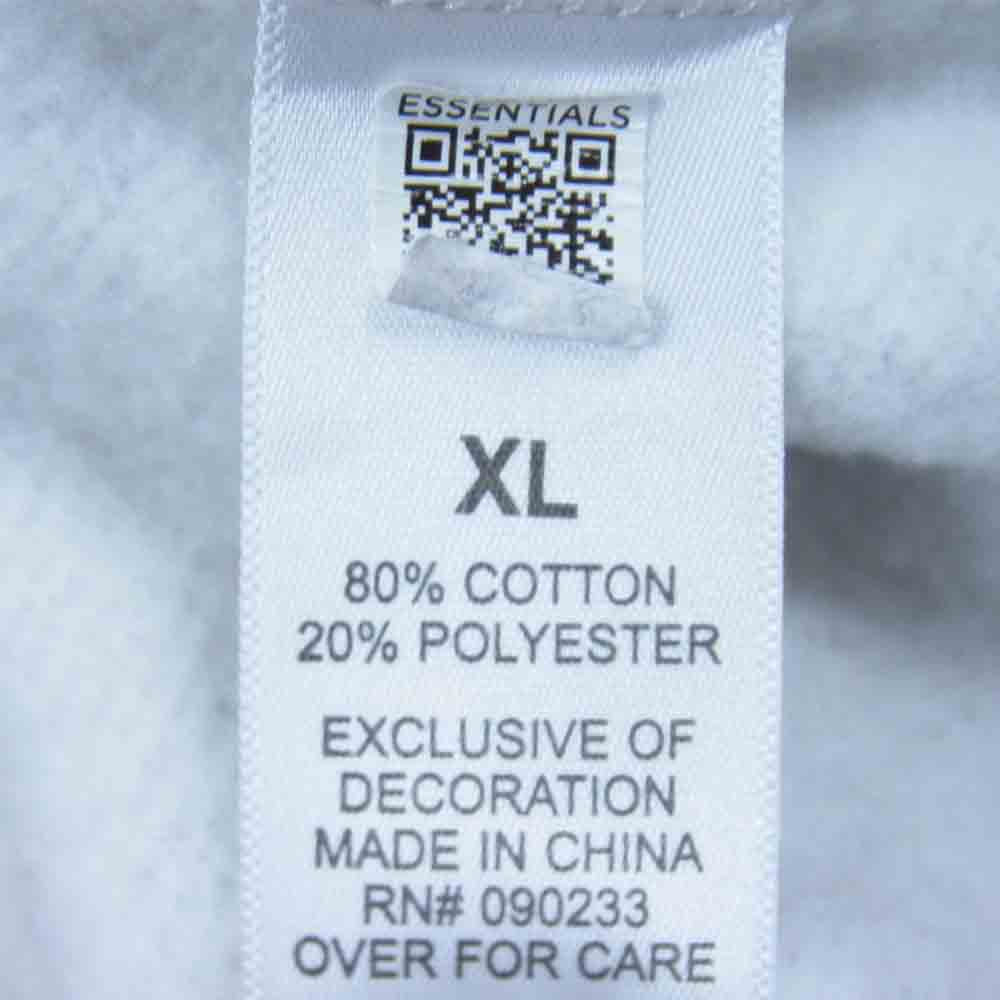 ESSENTIALS
XL
80% COTTON
20% POLYESTER
EXCLUSIVE OF
DECORATION
MADE IN CHINA
RN# 090233
OVER FOR CARE